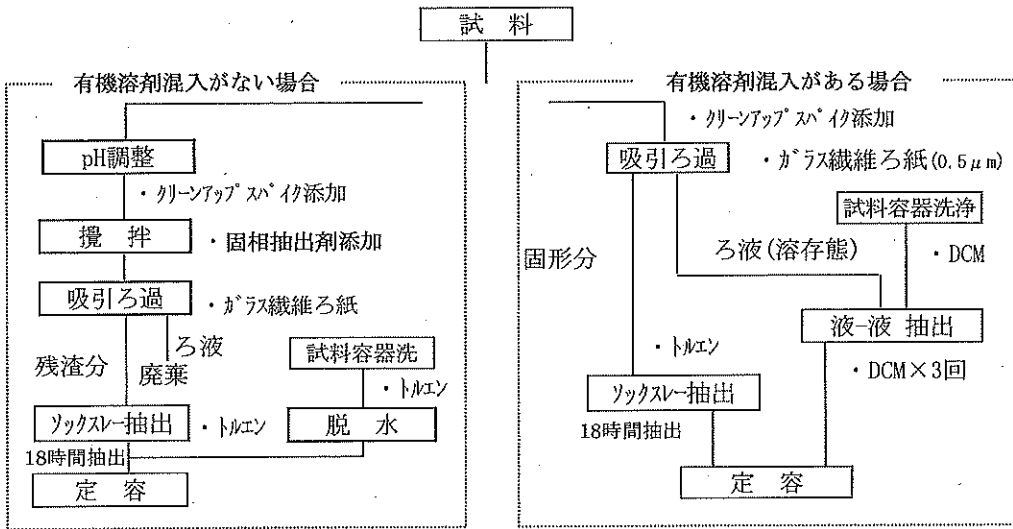 試 料
有機溶剤混入がない場合
pH調整
・クリーンアップスパイク添加
攪 拌
・固相抽出剤添加
吸引ろ過
・ガラス繊維ろ紙
残渣分
ろ液
廃棄
試料容器洗
・トルエン
ソックスレー抽出
・トルエン
脱 水
18時間抽出
定 容
有機溶剤混入がある場合
・クリーンアップスパイク添加
吸引ろ過
・ガラス繊維ろ紙(0.5μm)
試料容器洗浄
固形分
ろ液(溶存態)
・DCM
液-液 抽出
・トルエン
・DCM×3回
ソックスレー抽出
18時間抽出
定 容